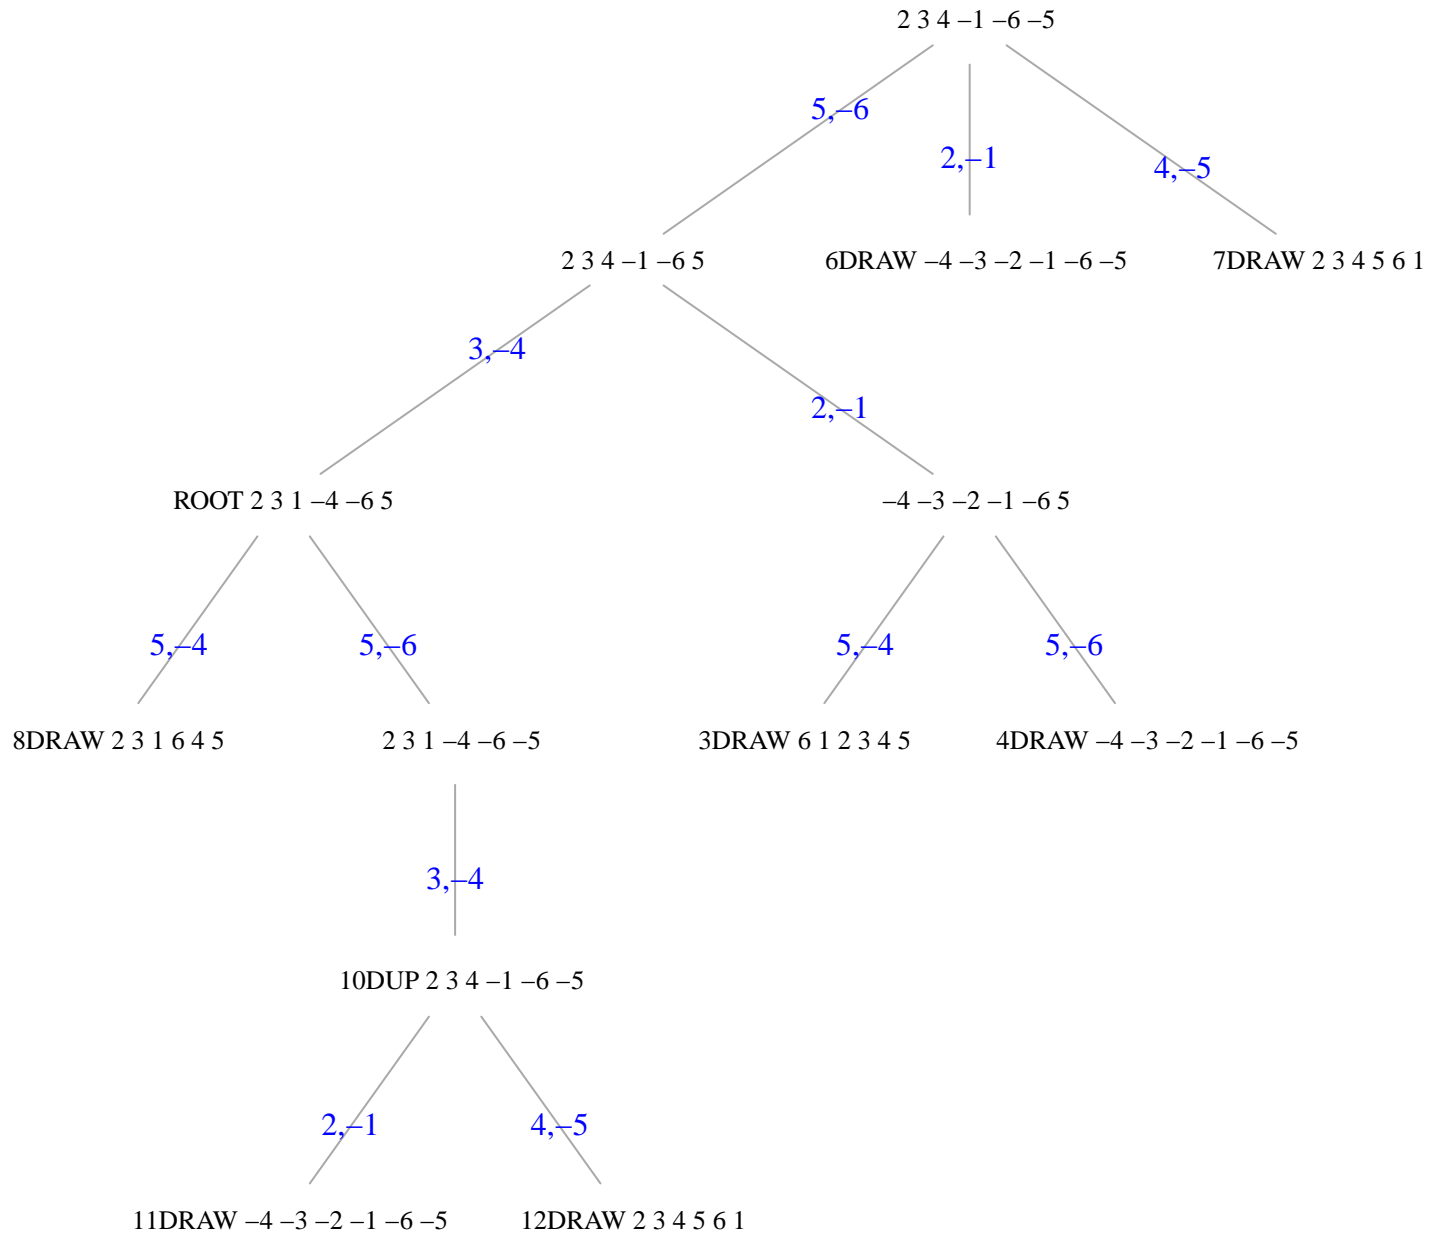 2 3 4 –1 –6 –5
5,–6
2,–1
4,–5
2 3 4 –1 –6 5
6DRAW –4 –3 –2 –1 –6 –5
7DRAW 2 3 4 5 6 1
3,–4
2,–1
ROOT 2 3 1 –4 –6 5
–4 –3 –2 –1 –6 5
5,–4
5,–6
5,–4
5,–6
8DRAW 2 3 1 6 4 5
2 3 1 –4 –6 –5
3DRAW 6 1 2 3 4 5
4DRAW –4 –3 –2 –1 –6 –5
3,–4
10DUP 2 3 4 –1 –6 –5
2,–1
4,–5
11DRAW –4 –3 –2 –1 –6 –5
12DRAW 2 3 4 5 6 1